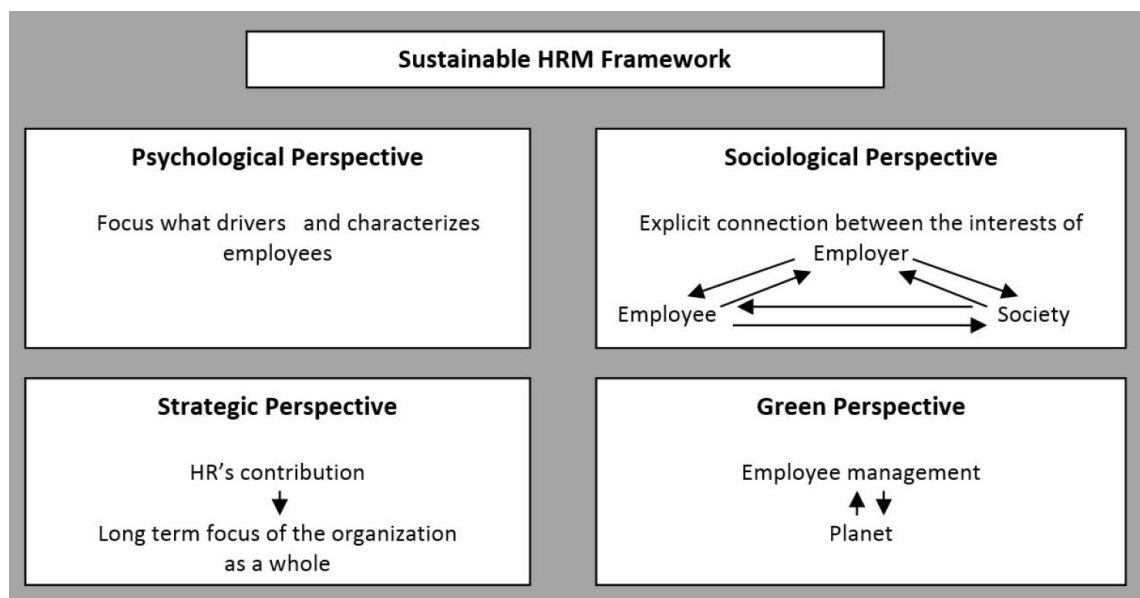 Sustainable HRM Framework
Psychological Perspective
Focus what drivers and characterizes
employees
Sociological Perspective
Explicit connection between the interests of
Employer
Employee
Society
Strategic Perspective
HR’s contribution
Long term focus of the organization
as a whole
Green Perspective
Employee management
Planet